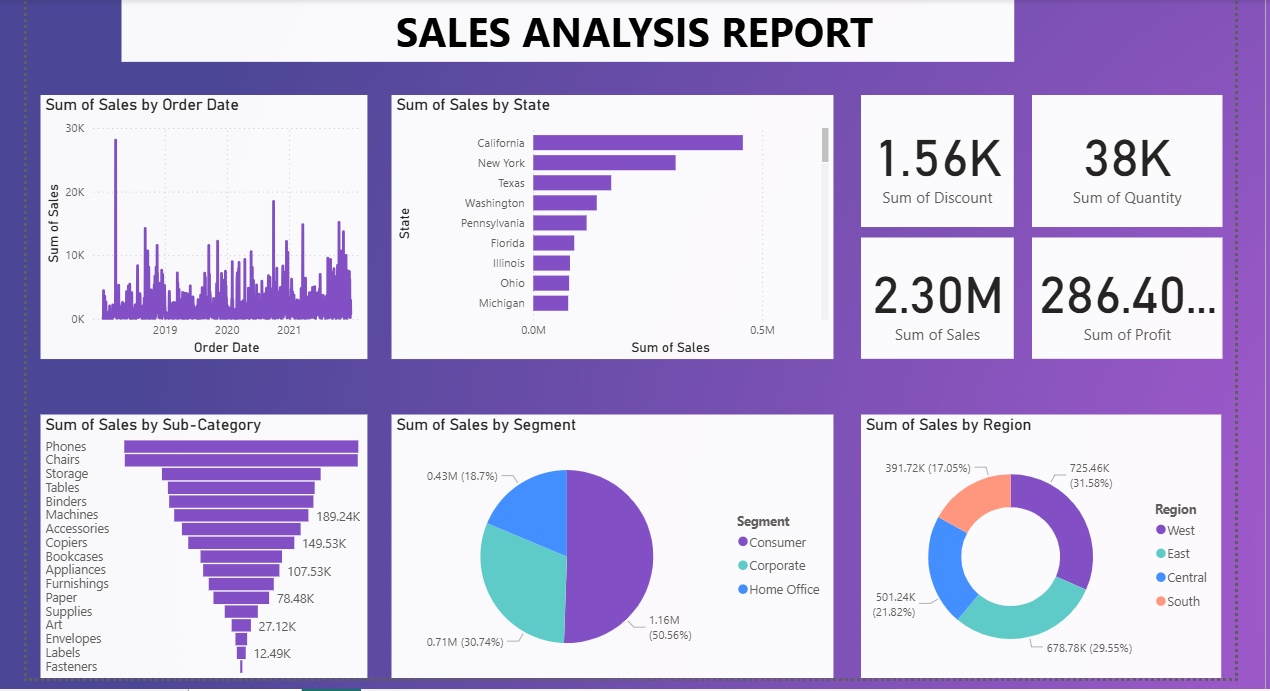 SALES ANALYSIS REPORT
Sum of Sales by Order Date
30K
20K
10K
0K
Sum of Sales
2019 2020 2021
Order Date
Sum of Sales by State
State
California
New York
Texas
Washington
Pennsylvania
Florida
Illinois
Ohio
Michigan
0.0M 0.5M
Sum of Sales
1.56K
Sum of Discount
38K
Sum of Quantity
2.30M
Sum of Sales
286.40...
Sum of Profit
Sum of Sales by Sub-Category
Phones
Chairs
Storage
Tables
Binders
Machines 189.24K
Accessories
Copiers 149.53K
Bookcases
Appliances 107.53K
Furnishings
Paper 78.48K
Supplies
Art 27.12K
Envelopes
Labels 12.49K
Fasteners
Sum of Sales by Segment
0.43M (18.7%)
0.71M (30.74%)
1.16M
(50.56%)
Segment
Consumer
Corporate
Home Office
Sum of Sales by Region
391.72K (17.05%)
725.46K
(31.58%)
501.24K
(21.82%)
678.78K (29.55%)
Region
West
East
Central
South